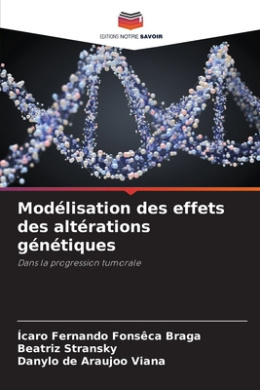 EDITIONS NOTRE SAVOIR
Modélisation des effets
des altérations
génétiques
Dans la progression tumorale
Ícaro Fernando Fonsêca Braga
Beatriz Stransky
Danylo de Araujoo Viana